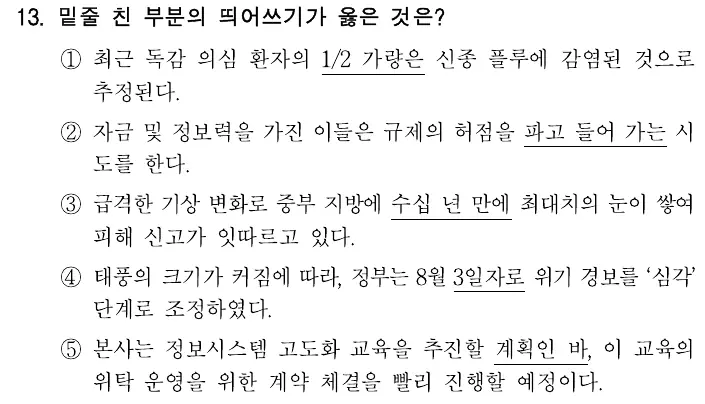 13. 밑줄 친 부분의 띄어쓰기가 옳은 것은?
① 최근 독감 의심 환자의 1/2 가량은 신종 플루에 감염된 것으로
추정된다.
② 자금 및 정보력을 가진 이들은 규제의 허점을 파고 들어 가는 시
도를 한다.
③ 급격한 기상 변화로 중부 지방에 수십 년 만에 최대치의 눈이 쌓여
피해 신고가 잇따르고 있다.
④ 태풍의 크기가 커짐에 따라, 정부는 8월 3일자로 위기 경보를 ‘심각’
단계로 조정하였다.
⑤ 본사는 정보시스템 고도화 교육을 추진할 계획인 바, 이 교육의
위탁 운영을 위한 계약 체결을 빨리 진행할 예정이다.